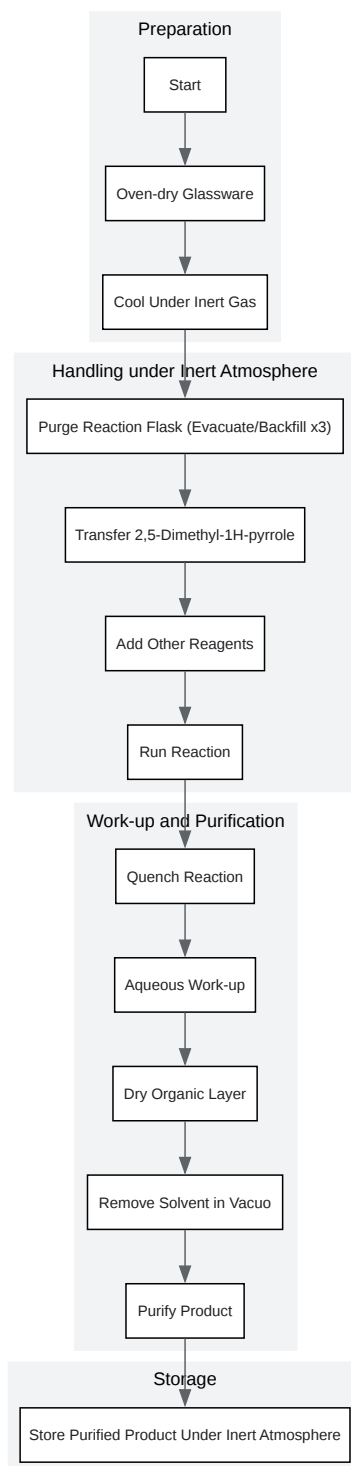 Preparation
Start
Oven-dry Glassware
Cool Under Inert Gas
Handling under Inert Atmosphere
Purge Reaction Flask (Evacuate/Backfill x3)
Transfer 2,5-Dimethyl-1H-pyrrole
Add Other Reagents
Run Reaction
Work-up and Purification
Quench Reaction
Aqueous Work-up
Dry Organic Layer
Remove Solvent in Vacuo
Purify Product
Storage
Store Purified Product Under Inert Atmosphere